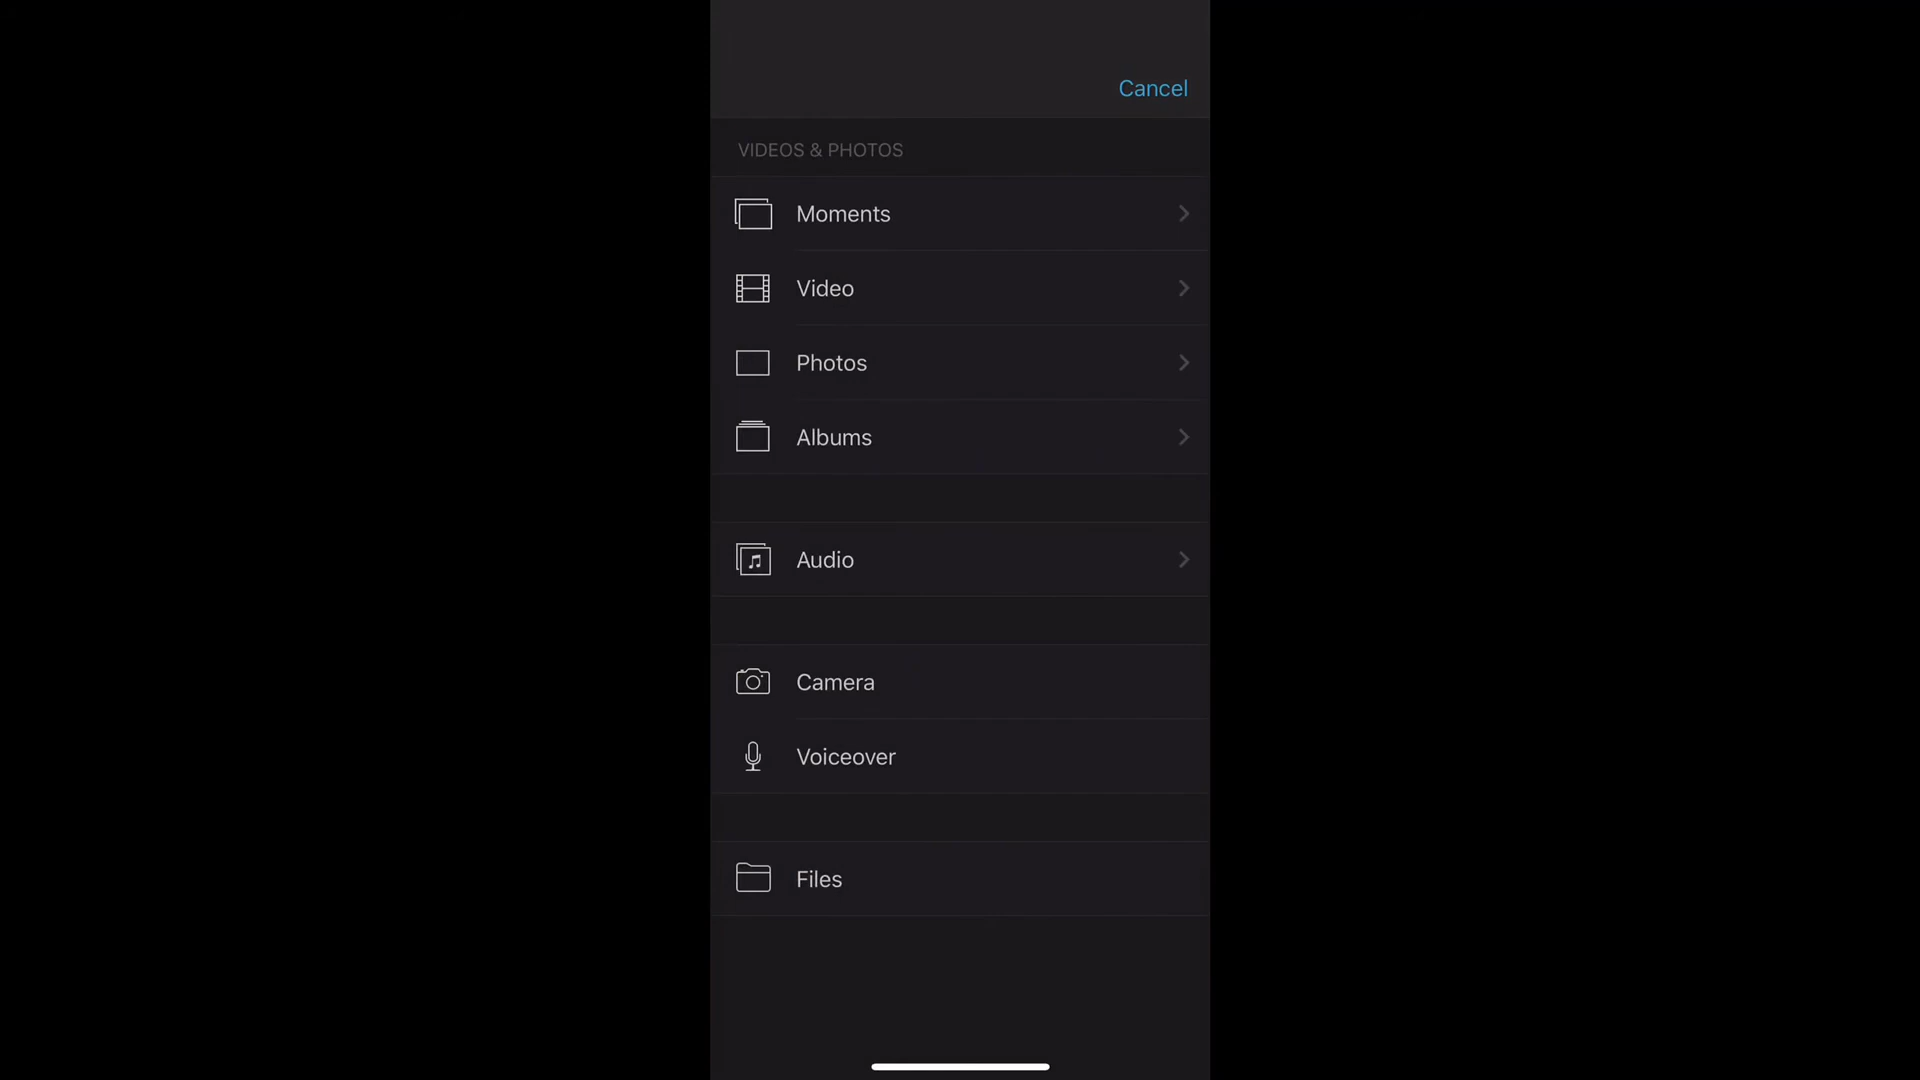 Cancel
VIDEOS & PHOTOS
Moments
Video
Photos
Albums
Audio
Camera
Voiceover
Files